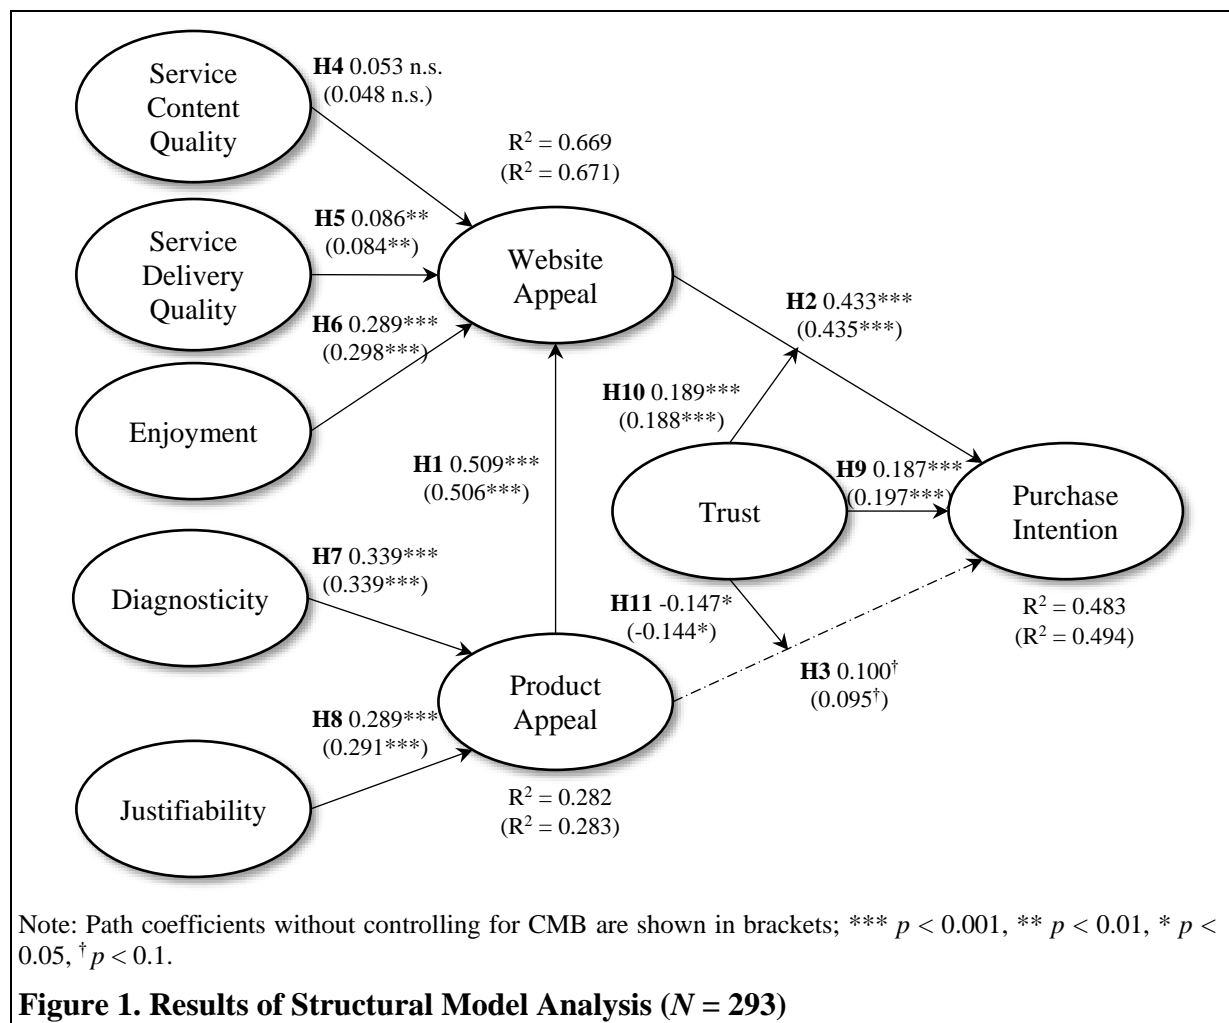 Service
Content
Quality
H4 0.053 n.s.
(0.048 n.s.)
R² = 0.669
(R² = 0.671)
Service
Delivery
Quality
H5 0.086**
(0.084**)
Website
Appeal
H6 0.289***
(0.298***)
H2 0.433***
(0.435***)
Enjoyment
H10 0.189***
(0.188***)
H1 0.509***
(0.506***)
Trust
H9 0.187***
(0.197***)
Purchase
Intention
Diagnosticity
H7 0.339***
(0.339***)
H11 -0.147*
(-0.144*)
R² = 0.483
(R² = 0.494)
Product
Appeal
H3 0.100†
(0.095†)
Justifiability
H8 0.289***
(0.291***)
R² = 0.282
(R² = 0.283)
Note: Path coefficients without controlling for CMB are shown in brackets; *** p < 0.001, ** p < 0.01, * p <
0.05, † p < 0.1.
Figure 1. Results of Structural Model Analysis (N = 293)